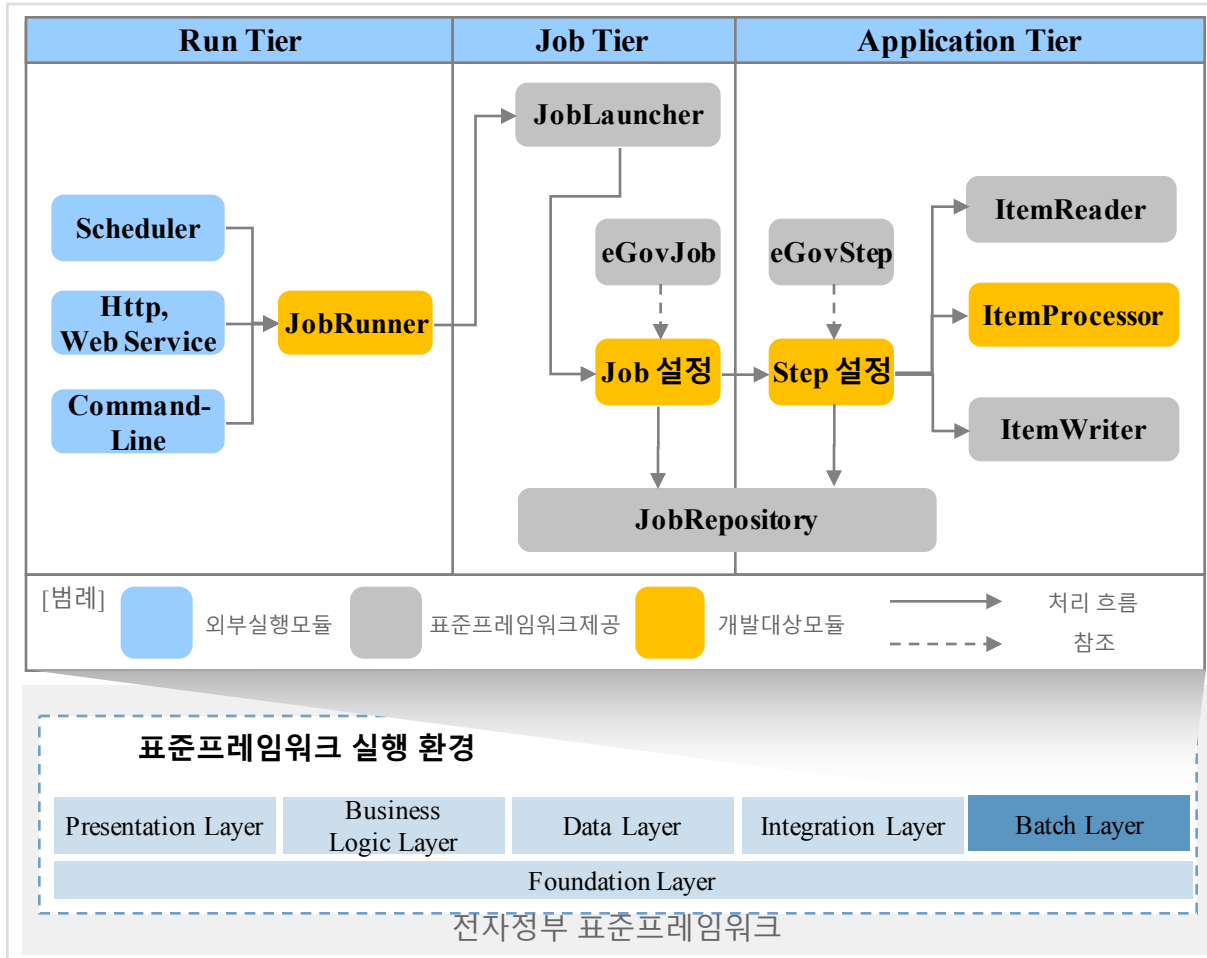 Run Tier
Job Tier
Application Tier
JobLauncher
Scheduler
Http,
Web Service
Command-
Line
JobRunner
eGovJob
Job 설정
eGovStep
Step 설정
ItemReader
ItemProcessor
ItemWriter
JobRepository
[범례]
외부실행모듈
표준프레임워크제공
개발대상모듈
처리 흐름
참조
표준프레임워크 실행 환경
Presentation Layer
Business
Logic Layer
Data Layer
Integration Layer
Batch Layer
Foundation Layer
전자정부 표준프레임워크